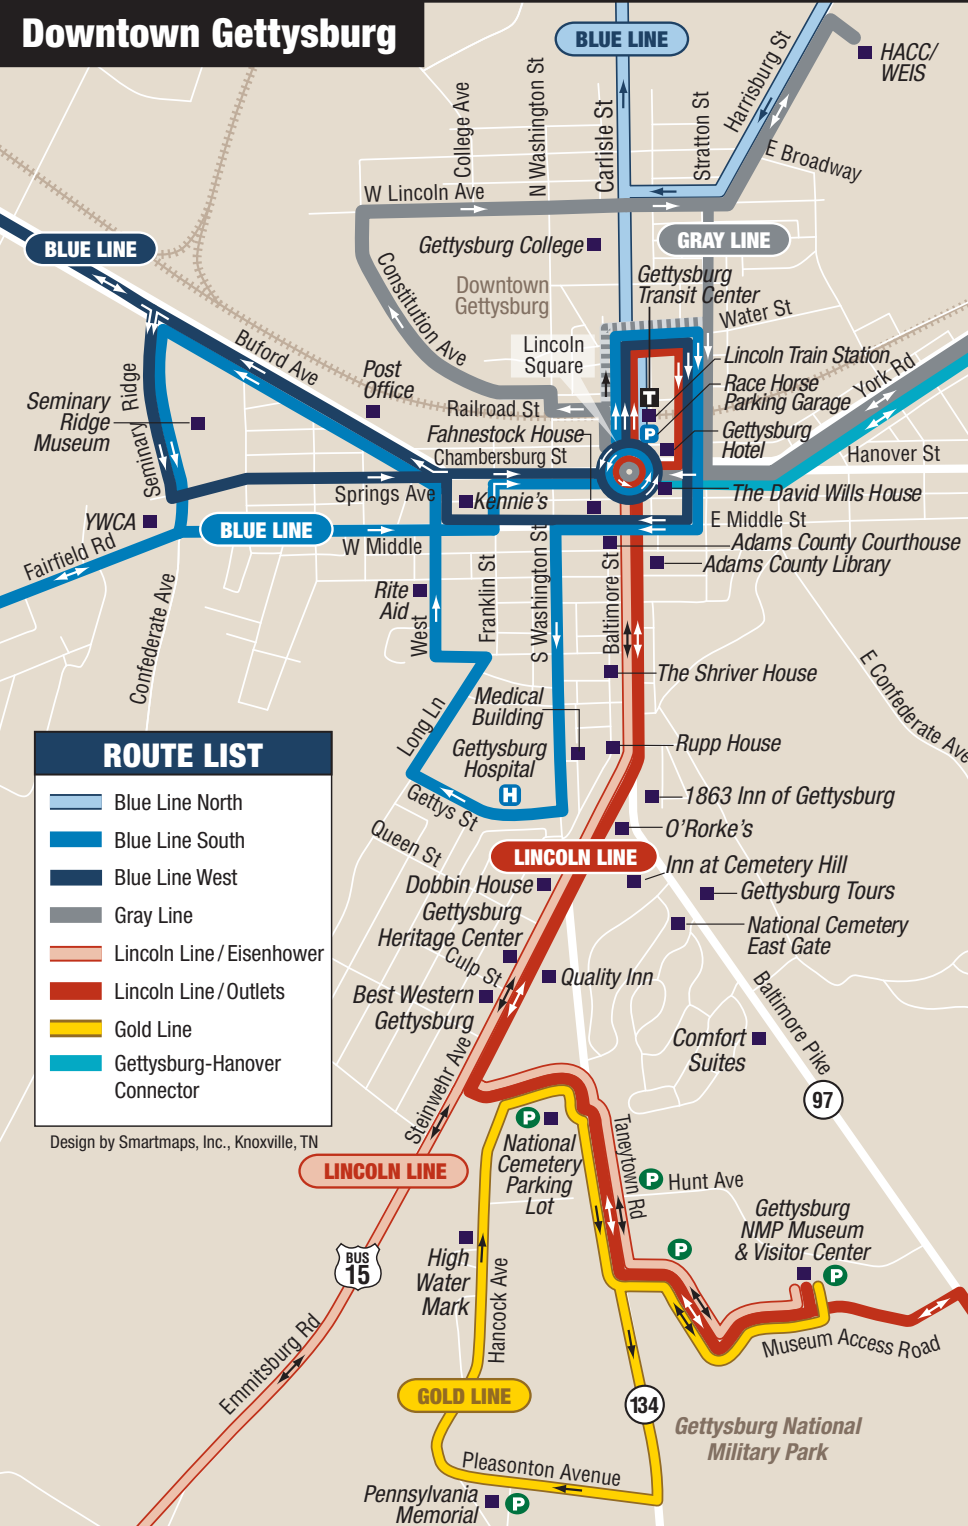 Downtown Gettysburg
BLUE LINE
HACC/
WEIS
Harrisburg St
College Ave
N Washington St
Carlisle St
Stratton St
E Broadway
W Lincoln Ave
BLUE LINE
Gettysburg College
GRAY LINE
Constitution Ave
Downtown
Gettysburg
Gettysburg
Transit Center
Water St
Lincoln
Square
Buford Ave
Lincoln Train Station
York Rd
Post
Office
Race Horse
Parking Garage
T
P
Seminary Ridge
Seminary
Ridge
Museum
Railroad St
Fahnestock House
Chambersburg St
Gettysburg
Hotel
Hanover St
Springs Ave
Kennie's
The David Wills House
YWCA
BLUE LINE
W Middle
E Middle St
Fairfield Rd
Adams County Courthouse
Adams County Library
Confederate Ave
Rite
Aid
West
Franklin St
S Washington St
Baltimore St
The Shriver House
E Confederate Ave
Medical
Building
Long Ln
Gettysburg
Hospital
H
Rupp House
Gettys St
1863 Inn of Gettysburg
O'Rorke's
Queen St
LINCOLN LINE
Inn at Cemetery Hill
Dobbin House
Gettysburg Tours
Gettysburg
Heritage Center
National Cemetery
East Gate
Culp St
Quality Inn
Best Western
Gettysburg
Baltimore Pike
Comfort
Suites
97
Steinwehr Ave
ROUTE LIST
Blue Line North
Blue Line South
Blue Line West
Gray Line
Lincoln Line/Eisenhower
Lincoln Line/Outlets
Gold Line
Gettysburg-Hanover
Connector
Design by Smartmaps, Inc., Knoxville, TN
LINCOLN LINE
P
National
Cemetery
Parking
Lot
Taneytown Rd
P
Hunt Ave
Gettysburg
NMP Museum
& Visitor Center
P
P
BUS
15
High
Water
Mark
Hancock Ave
Museum Access Road
Emmitsburg Rd
GOLD LINE
134
Gettysburg National
Military Park
Pleasonton Avenue
Pennsylvania
Memorial
P